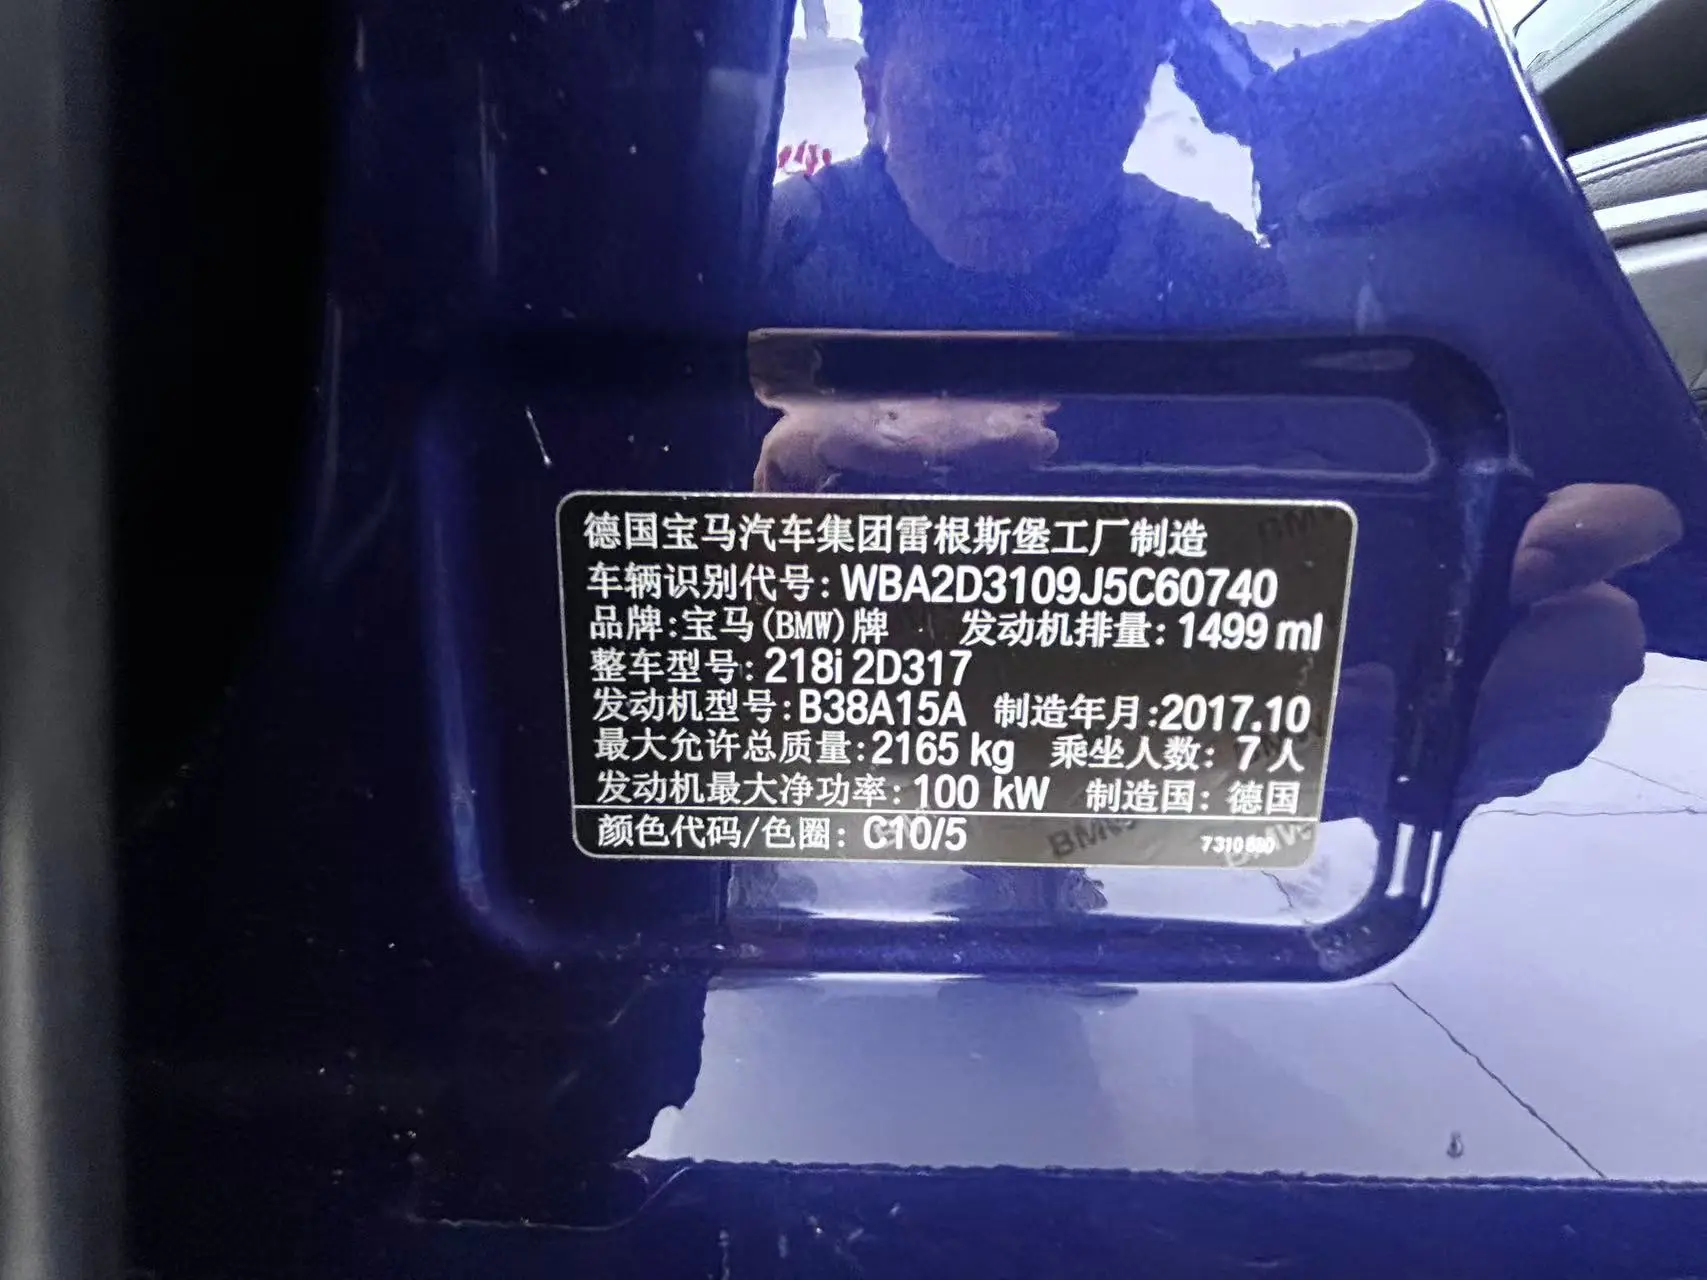 德国宝马汽车集团雷根斯堡工厂制造
车辆识别代号: WBA2D3109J5C60740
品牌:宝马(BMW)牌 发动机排量: 1499 ml
整车型号: 218i 2D317
发动机型号: B38A15A 制造年月:2017.10
最大允许总质量: 2165 kg 乘坐人数: 7 人
发动机最大净功率: 100 kW 制造国: 德国
颜色代码/色圈: C10/5